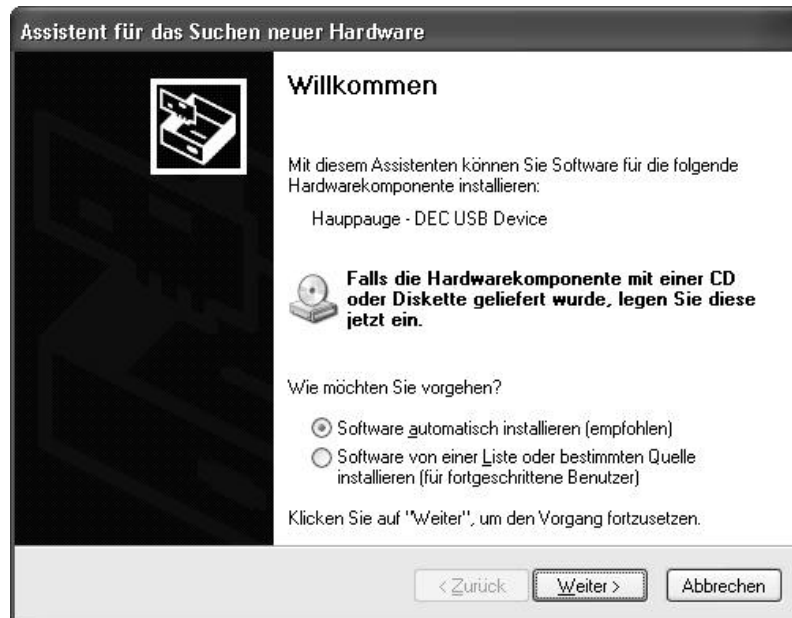 Assistent für das Suchen neuer Hardware
Willkommen
Mit diesem Assistenten können Sie Software für die folgende
Hardwarekomponente installieren:
Hauppauge - DEC USB Device
Falls die Hardwarekomponente mit einer CD
oder Diskette geliefert wurde, legen Sie diese
jetzt ein.
Wie möchten Sie vorgehen?
Software automatisch installieren (empfohlen)
Software von einer Liste oder bestimmten Quelle
installieren (für fortgeschrittene Benutzer)
Klicken Sie auf "Weiter", um den Vorgang fortzusetzen.
< Zurück Weiter > Abbrechen